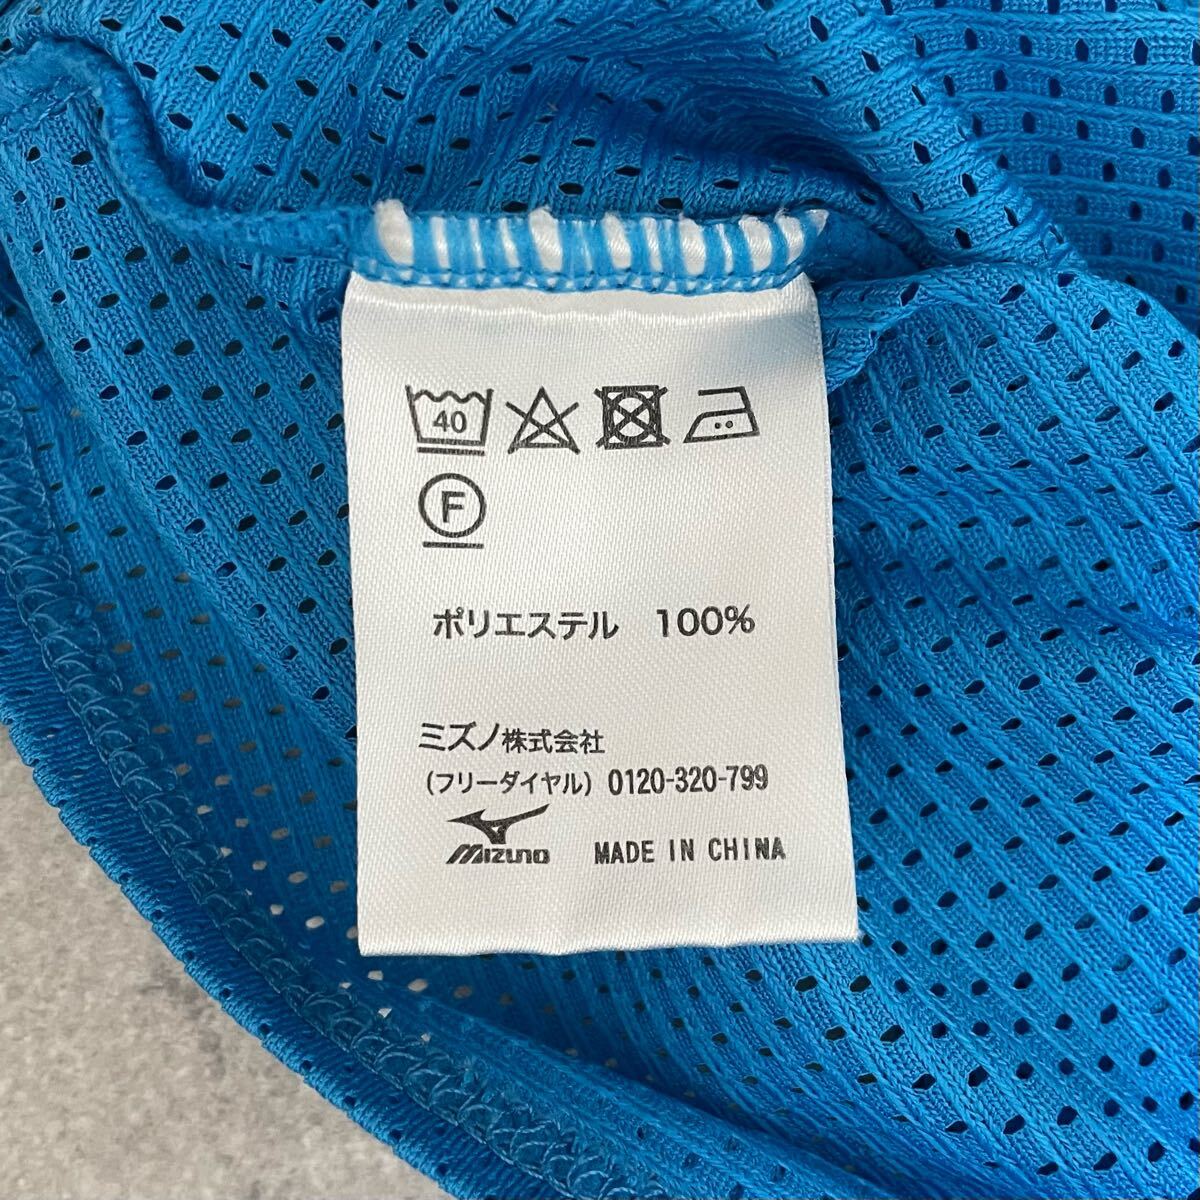 40
F
ポリエステル 100%
ミズノ株式会社
(フリーダイヤル) 0120-320-799
MIZUNO MADE IN CHINA